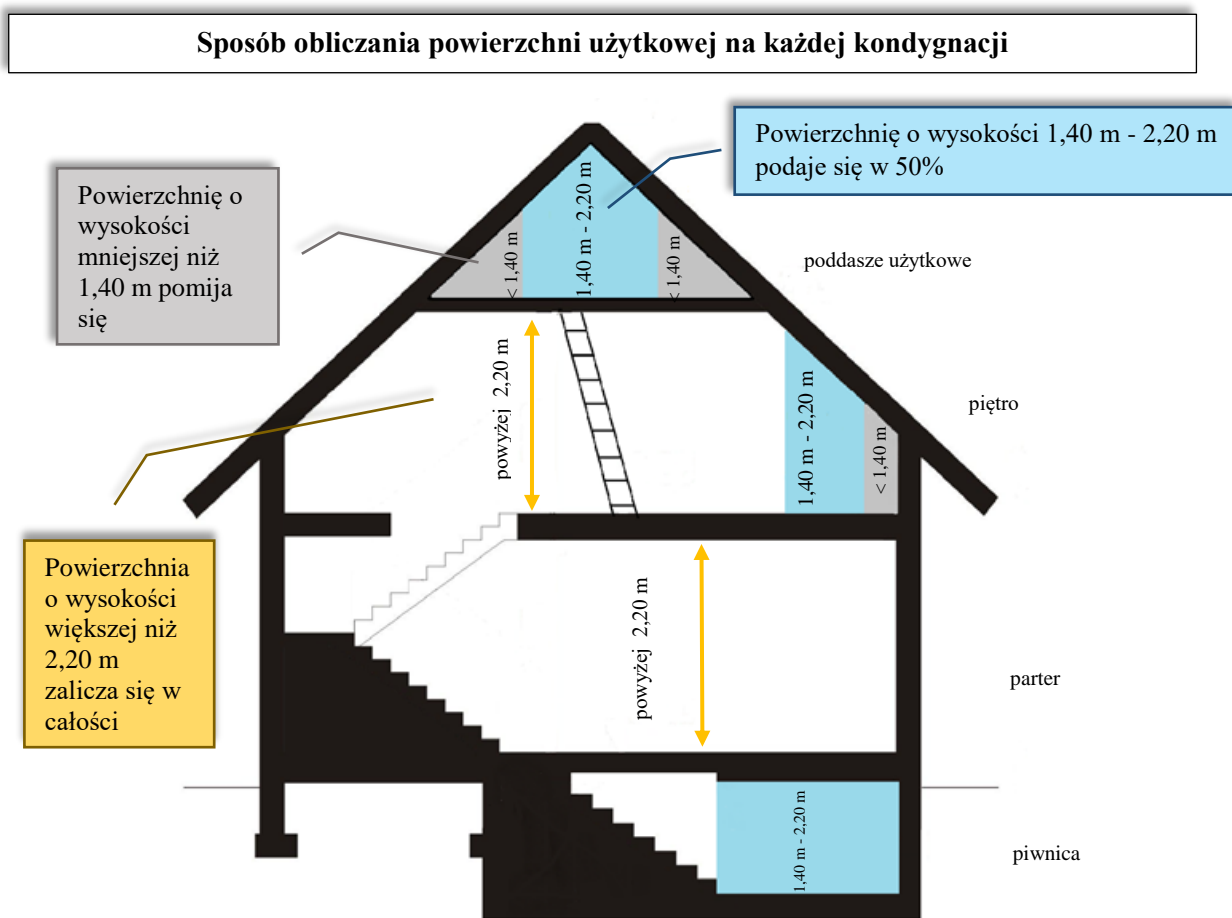 Sposób obliczania powierzchni użytkowej na każdej kondygnacji
Powierzchnię o wysokości 1,40 m - 2,20 m
podaje się w 50%
Powierzchnię o
wysokości
mniejszej niż
1,40 m pomija
się
< 1,40 m
1,40 m - 2,20 m
< 1,40 m
poddasze użytkowe
powyżej 2,20 m
1,40 m - 2,20 m
< 1,40 m
piętro
Powierzchnia
o wysokości
większej niż
2,20 m
zalicza się w
całości
powyżej 2,20 m
parter
1,40 m - 2,20 m
piwnica